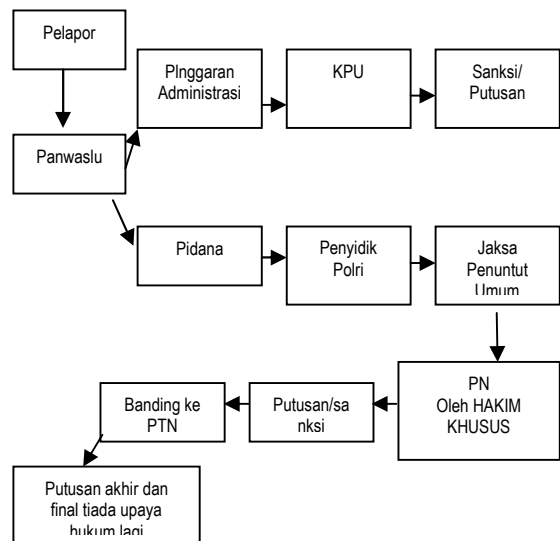 Pelapor
PInggaran
Administrasi
KPU
Sanksi/
Putusan
Panwaslu
Pidana
Penyidik
Polri
Jaksa
Penuntut
Umum
PN
Oleh HAKIM
KHUSUS
Putusan/sa
nksi
Banding ke
PTN
Putusan akhir dan
final tiada upaya
hukum lagi